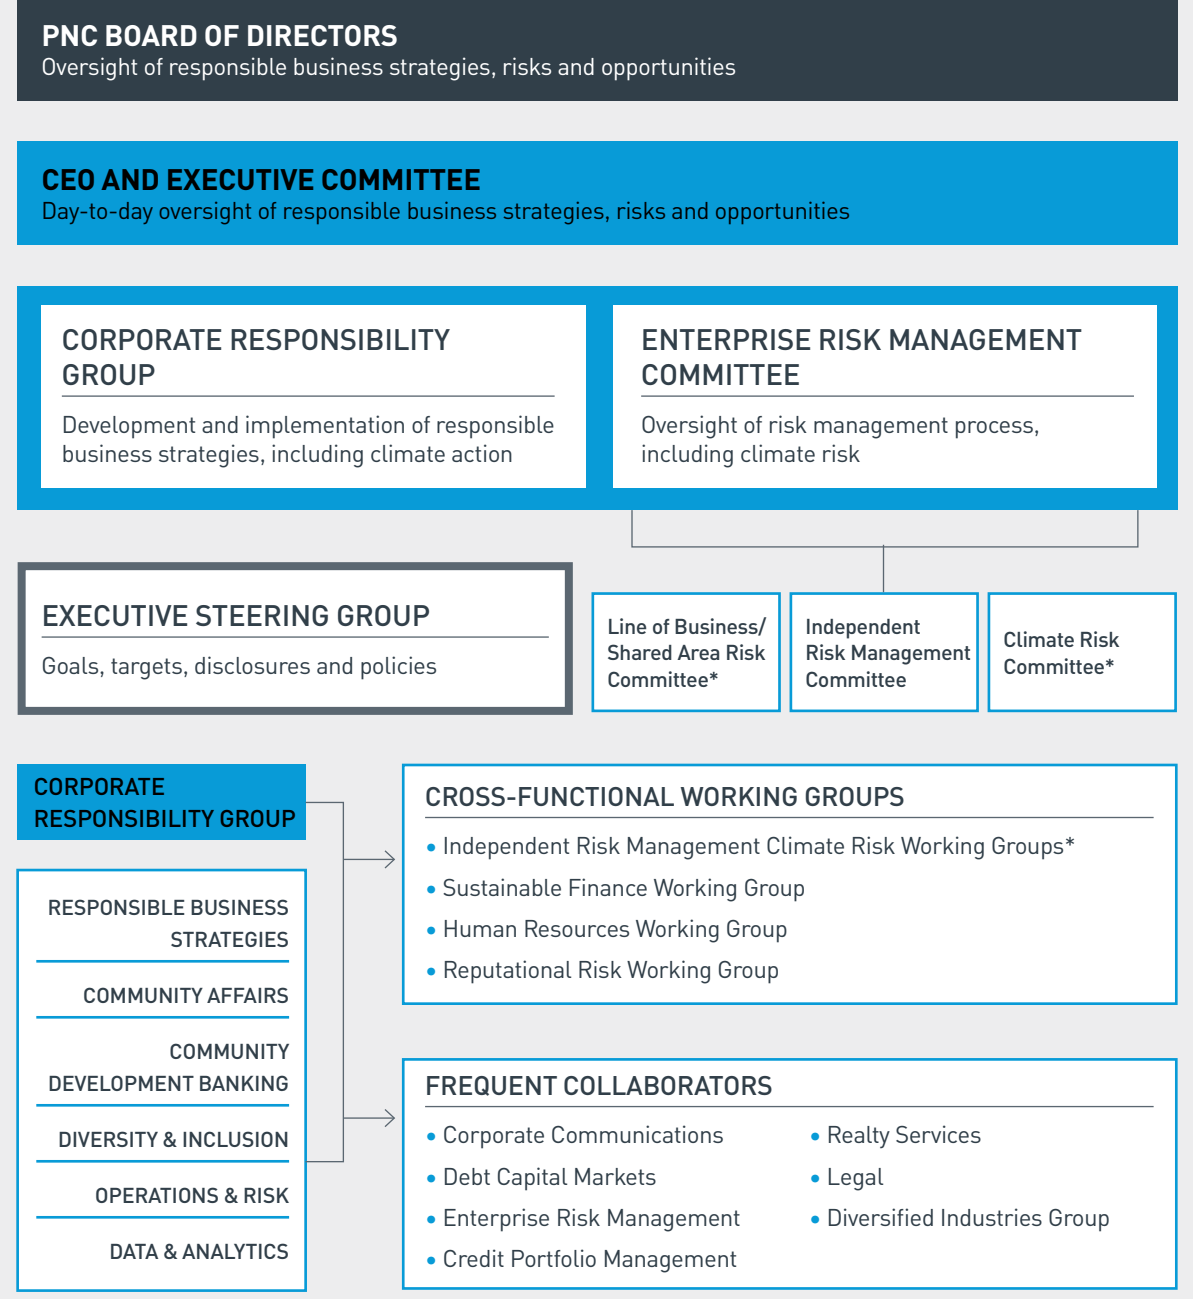 PNC BOARD OF DIRECTORS
Oversight of responsible business strategies, risks and opportunities
CEO AND EXECUTIVE COMMITTEE
Day-to-day oversight of responsible business strategies, risks and opportunities
CORPORATE RESPONSIBILITY
GROUP
Development and implementation of responsible
business strategies, including climate action
ENTERPRISE RISK MANAGEMENT
COMMITTEE
Oversight of risk management process,
including climate risk
EXECUTIVE STEERING GROUP
Goals, targets, disclosures and policies
Line of Business/
Shared Area Risk
Committee*
Independent
Risk Management
Committee
Climate Risk
Committee*
CORPORATE
RESPONSIBILITY GROUP
RESPONSIBLE BUSINESS
STRATEGIES
COMMUNITY AFFAIRS
COMMUNITY
DEVELOPMENT BANKING
DIVERSITY & INCLUSION
OPERATIONS & RISK
DATA & ANALYTICS
CROSS-FUNCTIONAL WORKING GROUPS
• Independent Risk Management Climate Risk Working Groups*
• Sustainable Finance Working Group
• Human Resources Working Group
• Reputational Risk Working Group
FREQUENT COLLABORATORS
• Corporate Communications
• Debt Capital Markets
• Enterprise Risk Management
• Credit Portfolio Management
• Realty Services
• Legal
• Diversified Industries Group